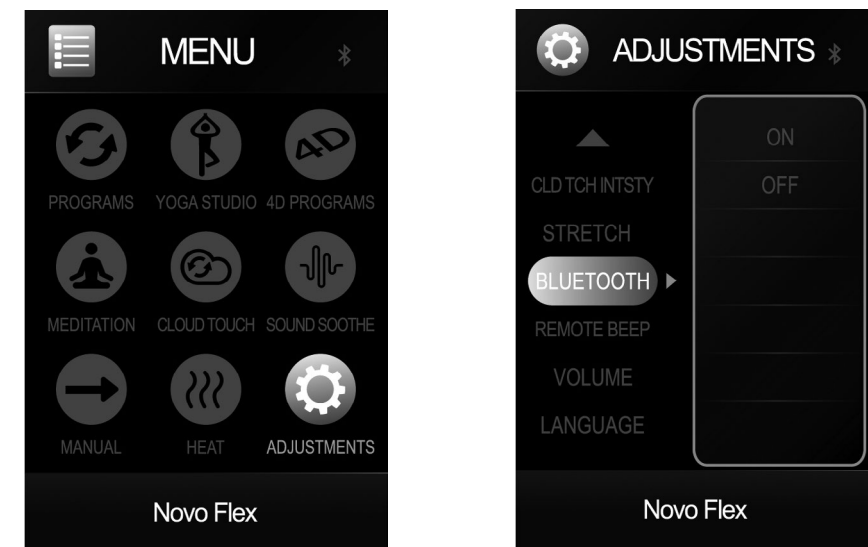 MENU
PROGRAMS YOGA STUDIO 4D PROGRAMS
4D
MEDITATION CLOUD TOUCH SOUND SOOTHE
MANUAL HEAT ADJUSTMENTS
Novo Flex
ADJUSTMENTS
CLD TCH INTSTY
STRETCH
BLUETOOTH
REMOTE BEEP
VOLUME
LANGUAGE
ON
OFF
Novo Flex